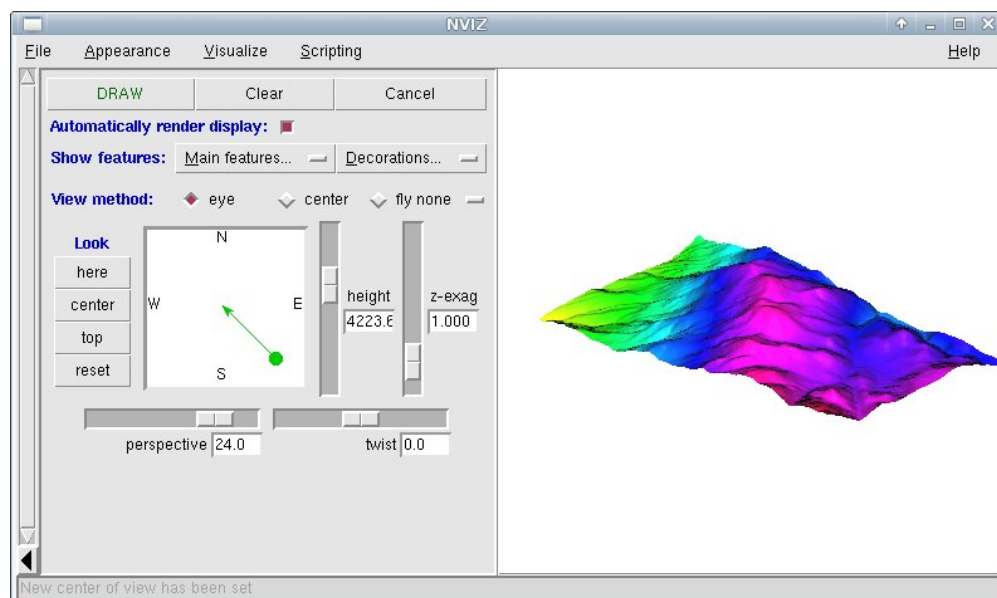 NVIZ
File Appearance Visualize Scripting Help
DRAW Clear Cancel
Automatically render display:
Show features: Main features... Decorations...
View method: eye center fly none
Look
here
center
top
reset
N
W E
S
height
4223.6
z-exag
1.000
perspective 24.0 twist 0.0
New center of view has been set